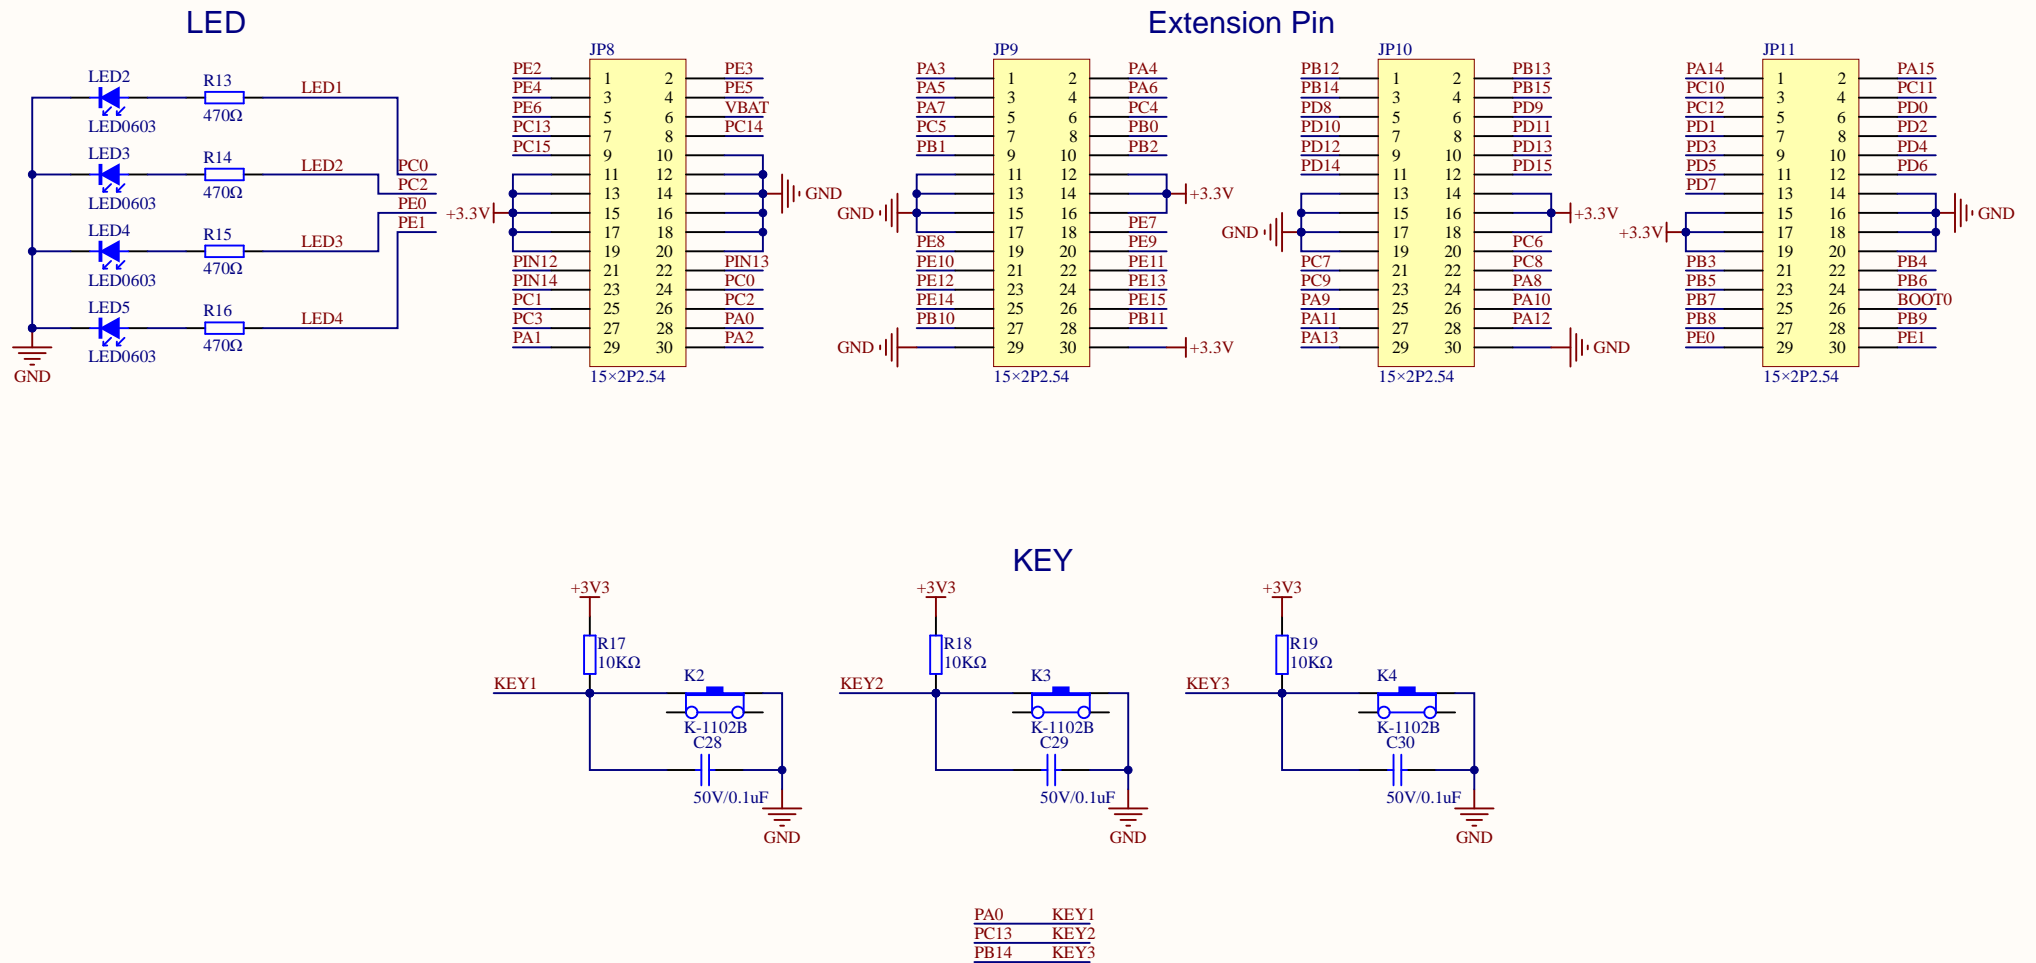 LED
LED2
R13
LED1
LED0603
470Ω
LED3
R14
LED2
LED0603
470Ω
LED4
R15
LED3
LED0603
470Ω
LED5
R16
LED4
LED0603
470Ω
GND
PC0
PC2
PE0
PE1
Extension Pin
JP8
PE2 1 2 PE3
PE4 3 4 PE5
PE6 5 6 VBAT
PC13 7 8 PC14
PC15 9 10
11 12
13 14 GND
+3.3V 15 16
17 18
19 20
PIN12 21 22 PIN13
PIN14 23 24 PC0
PC1 25 26 PC2
PC3 27 28 PA0
PA1 29 30 PA2
15×2P2.54
JP9
PA3 1 2 PA4
PA5 3 4 PA6
PA7 5 6 PC4
PC5 7 8 PB0
PB1 9 10 PB2
11 12
13 14 +3.3V
GND 15 16
17 18 PE7
PE8 19 20 PE9
PE10 21 22 PE11
PE12 23 24 PE13
PE14 25 26 PE15
PB10 27 28 PB11
GND 29 30 +3.3V
15×2P2.54
JP10
PB12 1 2 PB13
PB14 3 4 PB15
PD8 5 6 PD9
PD10 7 8 PD11
PD12 9 10 PD13
PD14 11 12 PD15
13 14
15 16 +3.3V
GND 17 18
19 20 PC6
PC7 21 22 PC8
PC9 23 24 PA8
PA9 25 26 PA10
PA11 27 28 PA12
PA13 29 30 GND
15×2P2.54
JP11
PA14 1 2 PA15
PC10 3 4 PC11
PC12 5 6 PD0
PD1 7 8 PD2
PD3 9 10 PD4
PD5 11 12 PD6
PD7 13 14
15 16 GND
+3.3V 17 18
19 20
PB3 21 22 PB4
PB5 23 24 PB6
PB7 25 26 BOOT0
PB8 27 28 PB9
PE0 29 30 PE1
15×2P2.54
KEY
+3V3
R17
10KΩ
KEY1
K2
K-1102B
C28
50V/0.1uF
GND
+3V3
R18
10KΩ
KEY2
K3
K-1102B
C29
50V/0.1uF
GND
+3V3
R19
10KΩ
KEY3
K4
K-1102B
C30
50V/0.1uF
GND
PA0 KEY1
PC13 KEY2
PB14 KEY3